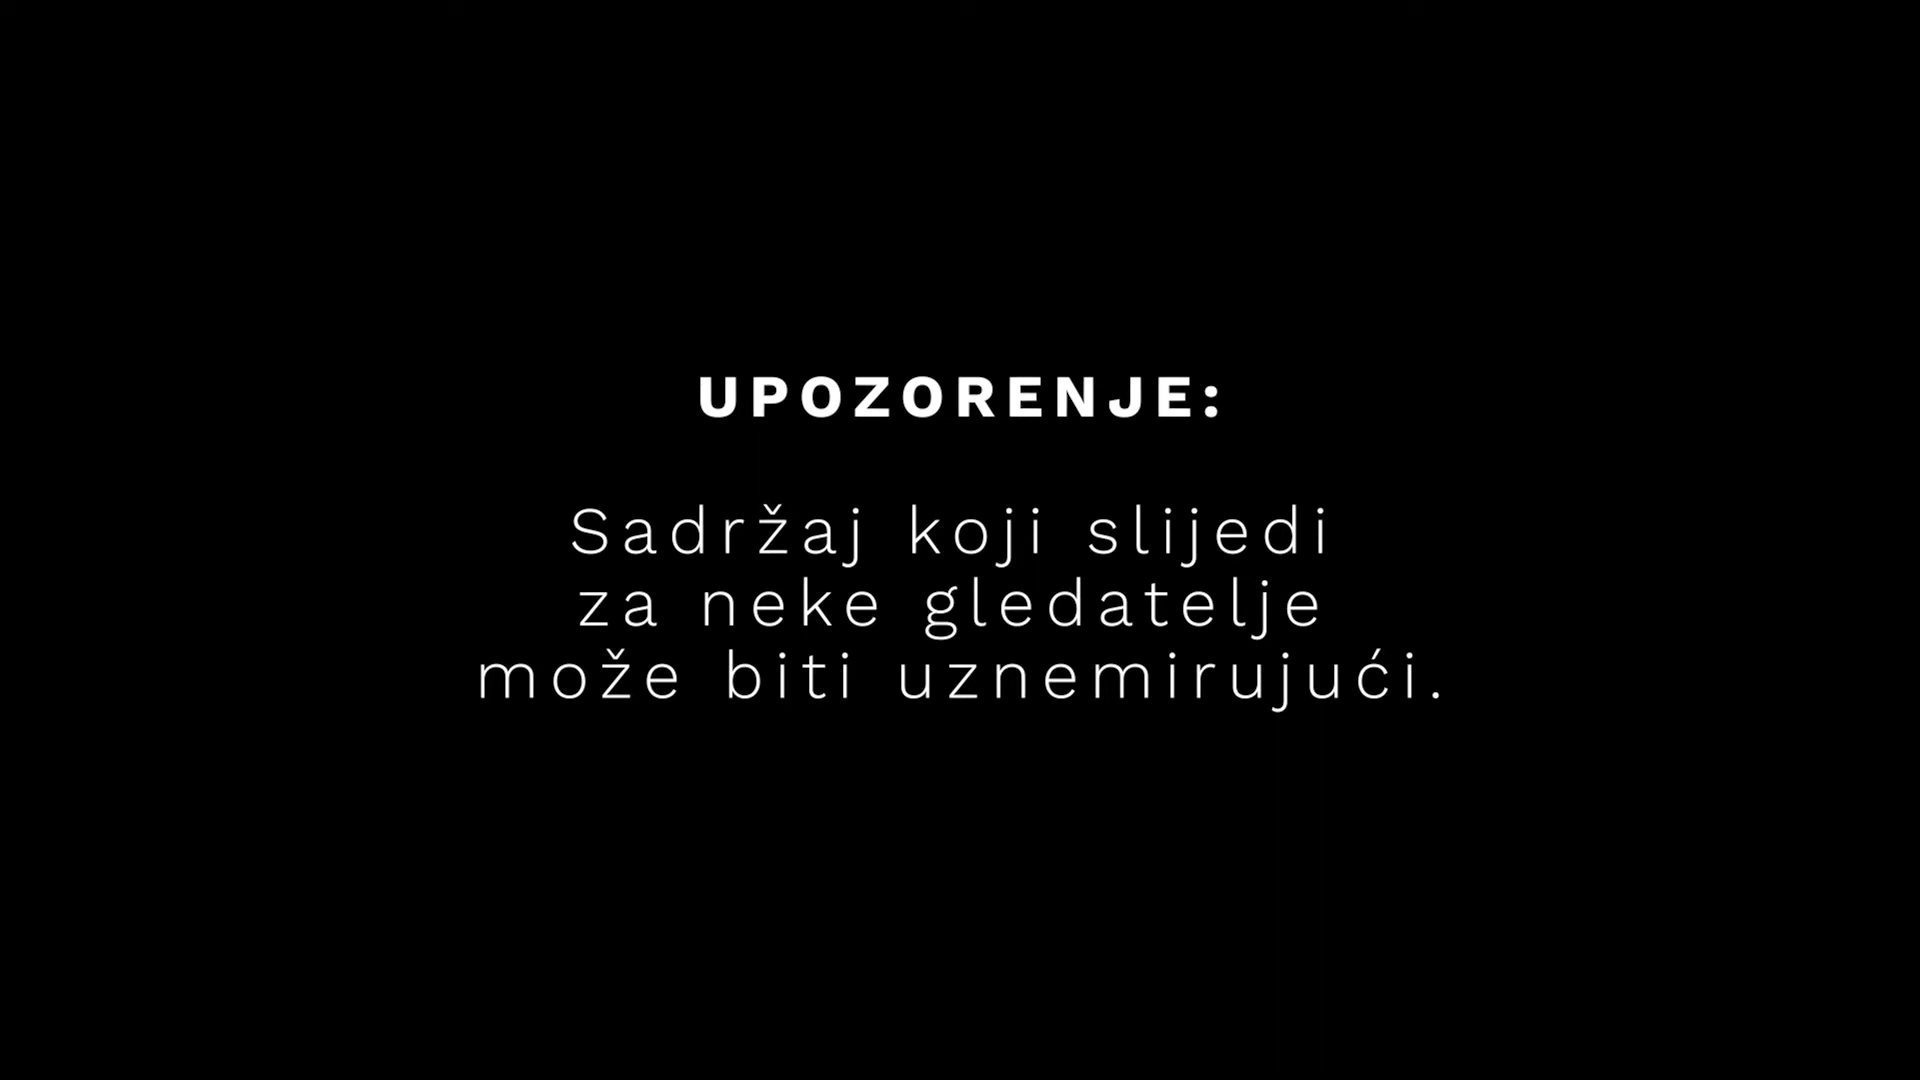 UPOZORENJE:
Sadržaj koji slijedi
za neke gledatelje
može biti uznemirujući.